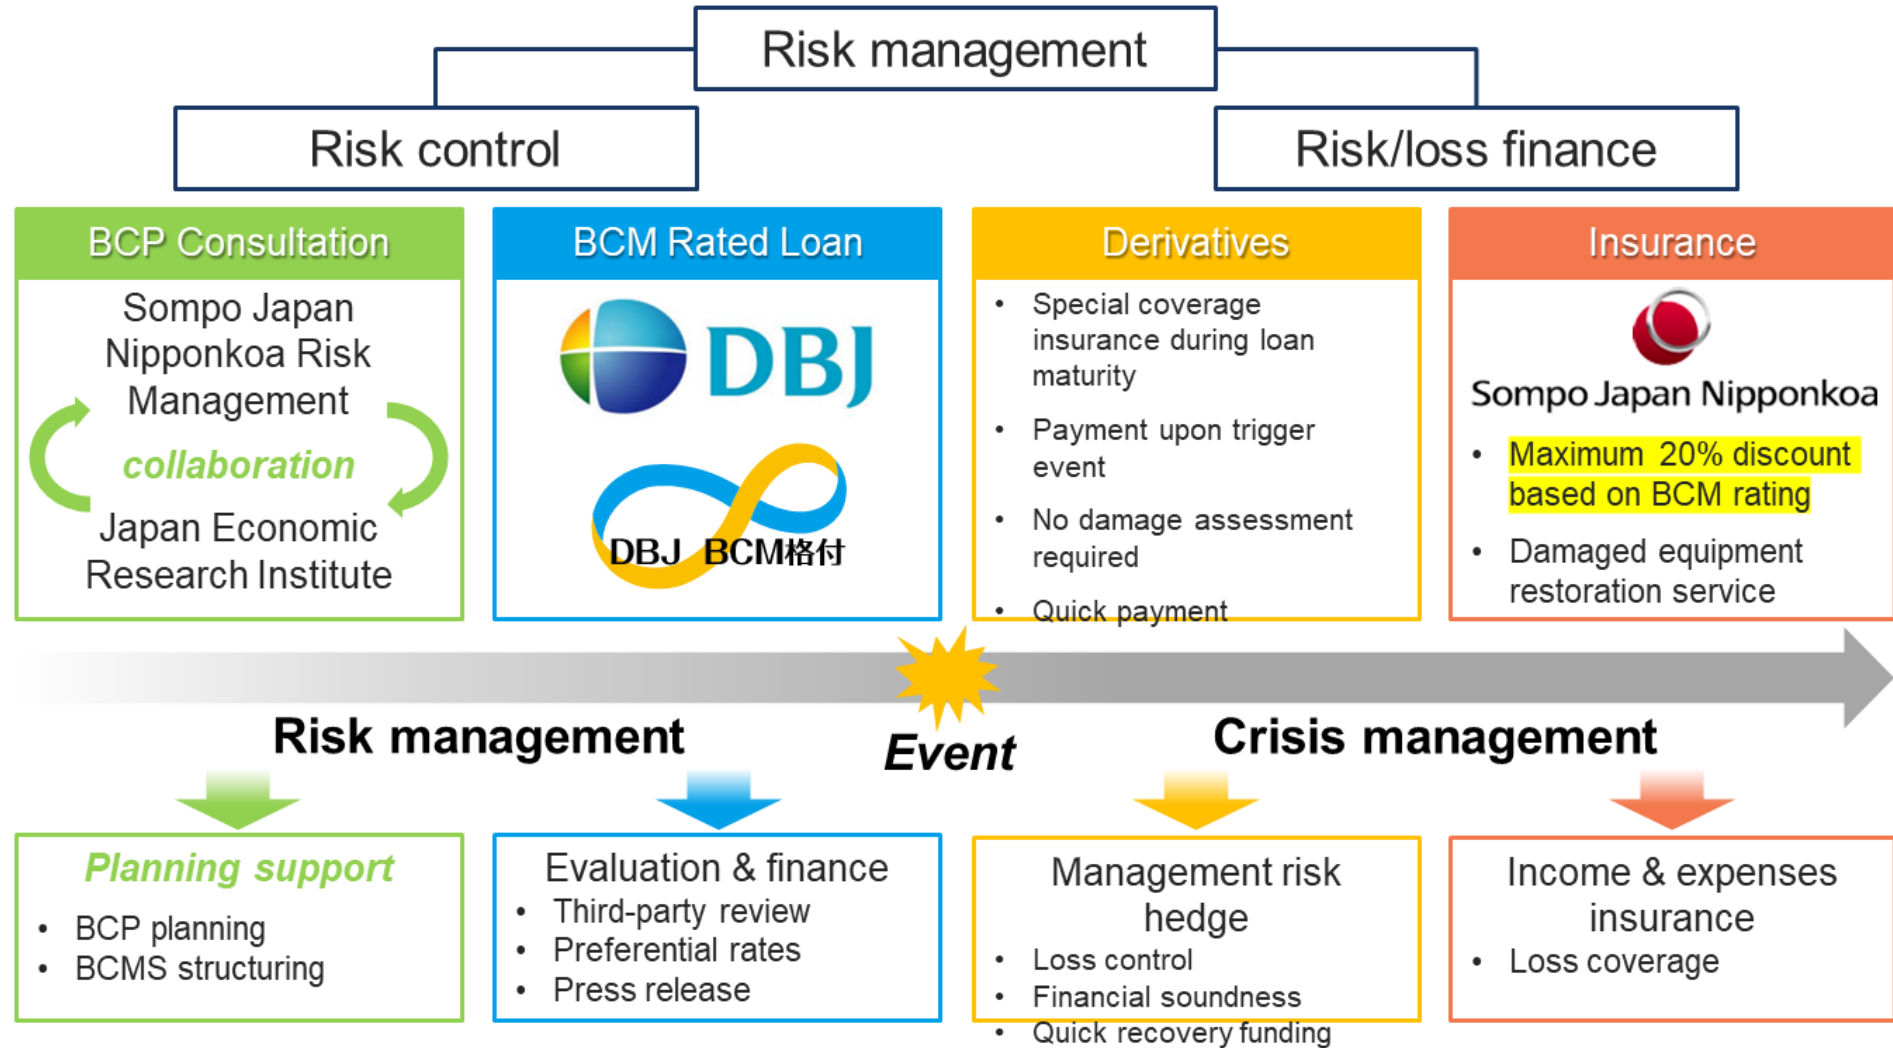 Risk management
Risk control
Risk/loss finance
BCP Consultation
Sompo Japan
Nipponkoa Risk
Management
collaboration
Japan Economic
Research Institute
BCM Rated Loan
DBJ
DBJ BCM格付
Derivatives
• Special coverage
insurance during loan
maturity
• Payment upon trigger
event
• No damage assessment
required
• Quick payment
Insurance
Sompo Japan Nipponkoa
• Maximum 20% discount
based on BCM rating
• Damaged equipment
restoration service
Risk management
Event
Crisis management
Planning support
• BCP planning
• BCMS structuring
Evaluation & finance
• Third-party review
• Preferential rates
• Press release
Management risk
hedge
• Loss control
• Financial soundness
• Quick recovery funding
Income & expenses
insurance
• Loss coverage